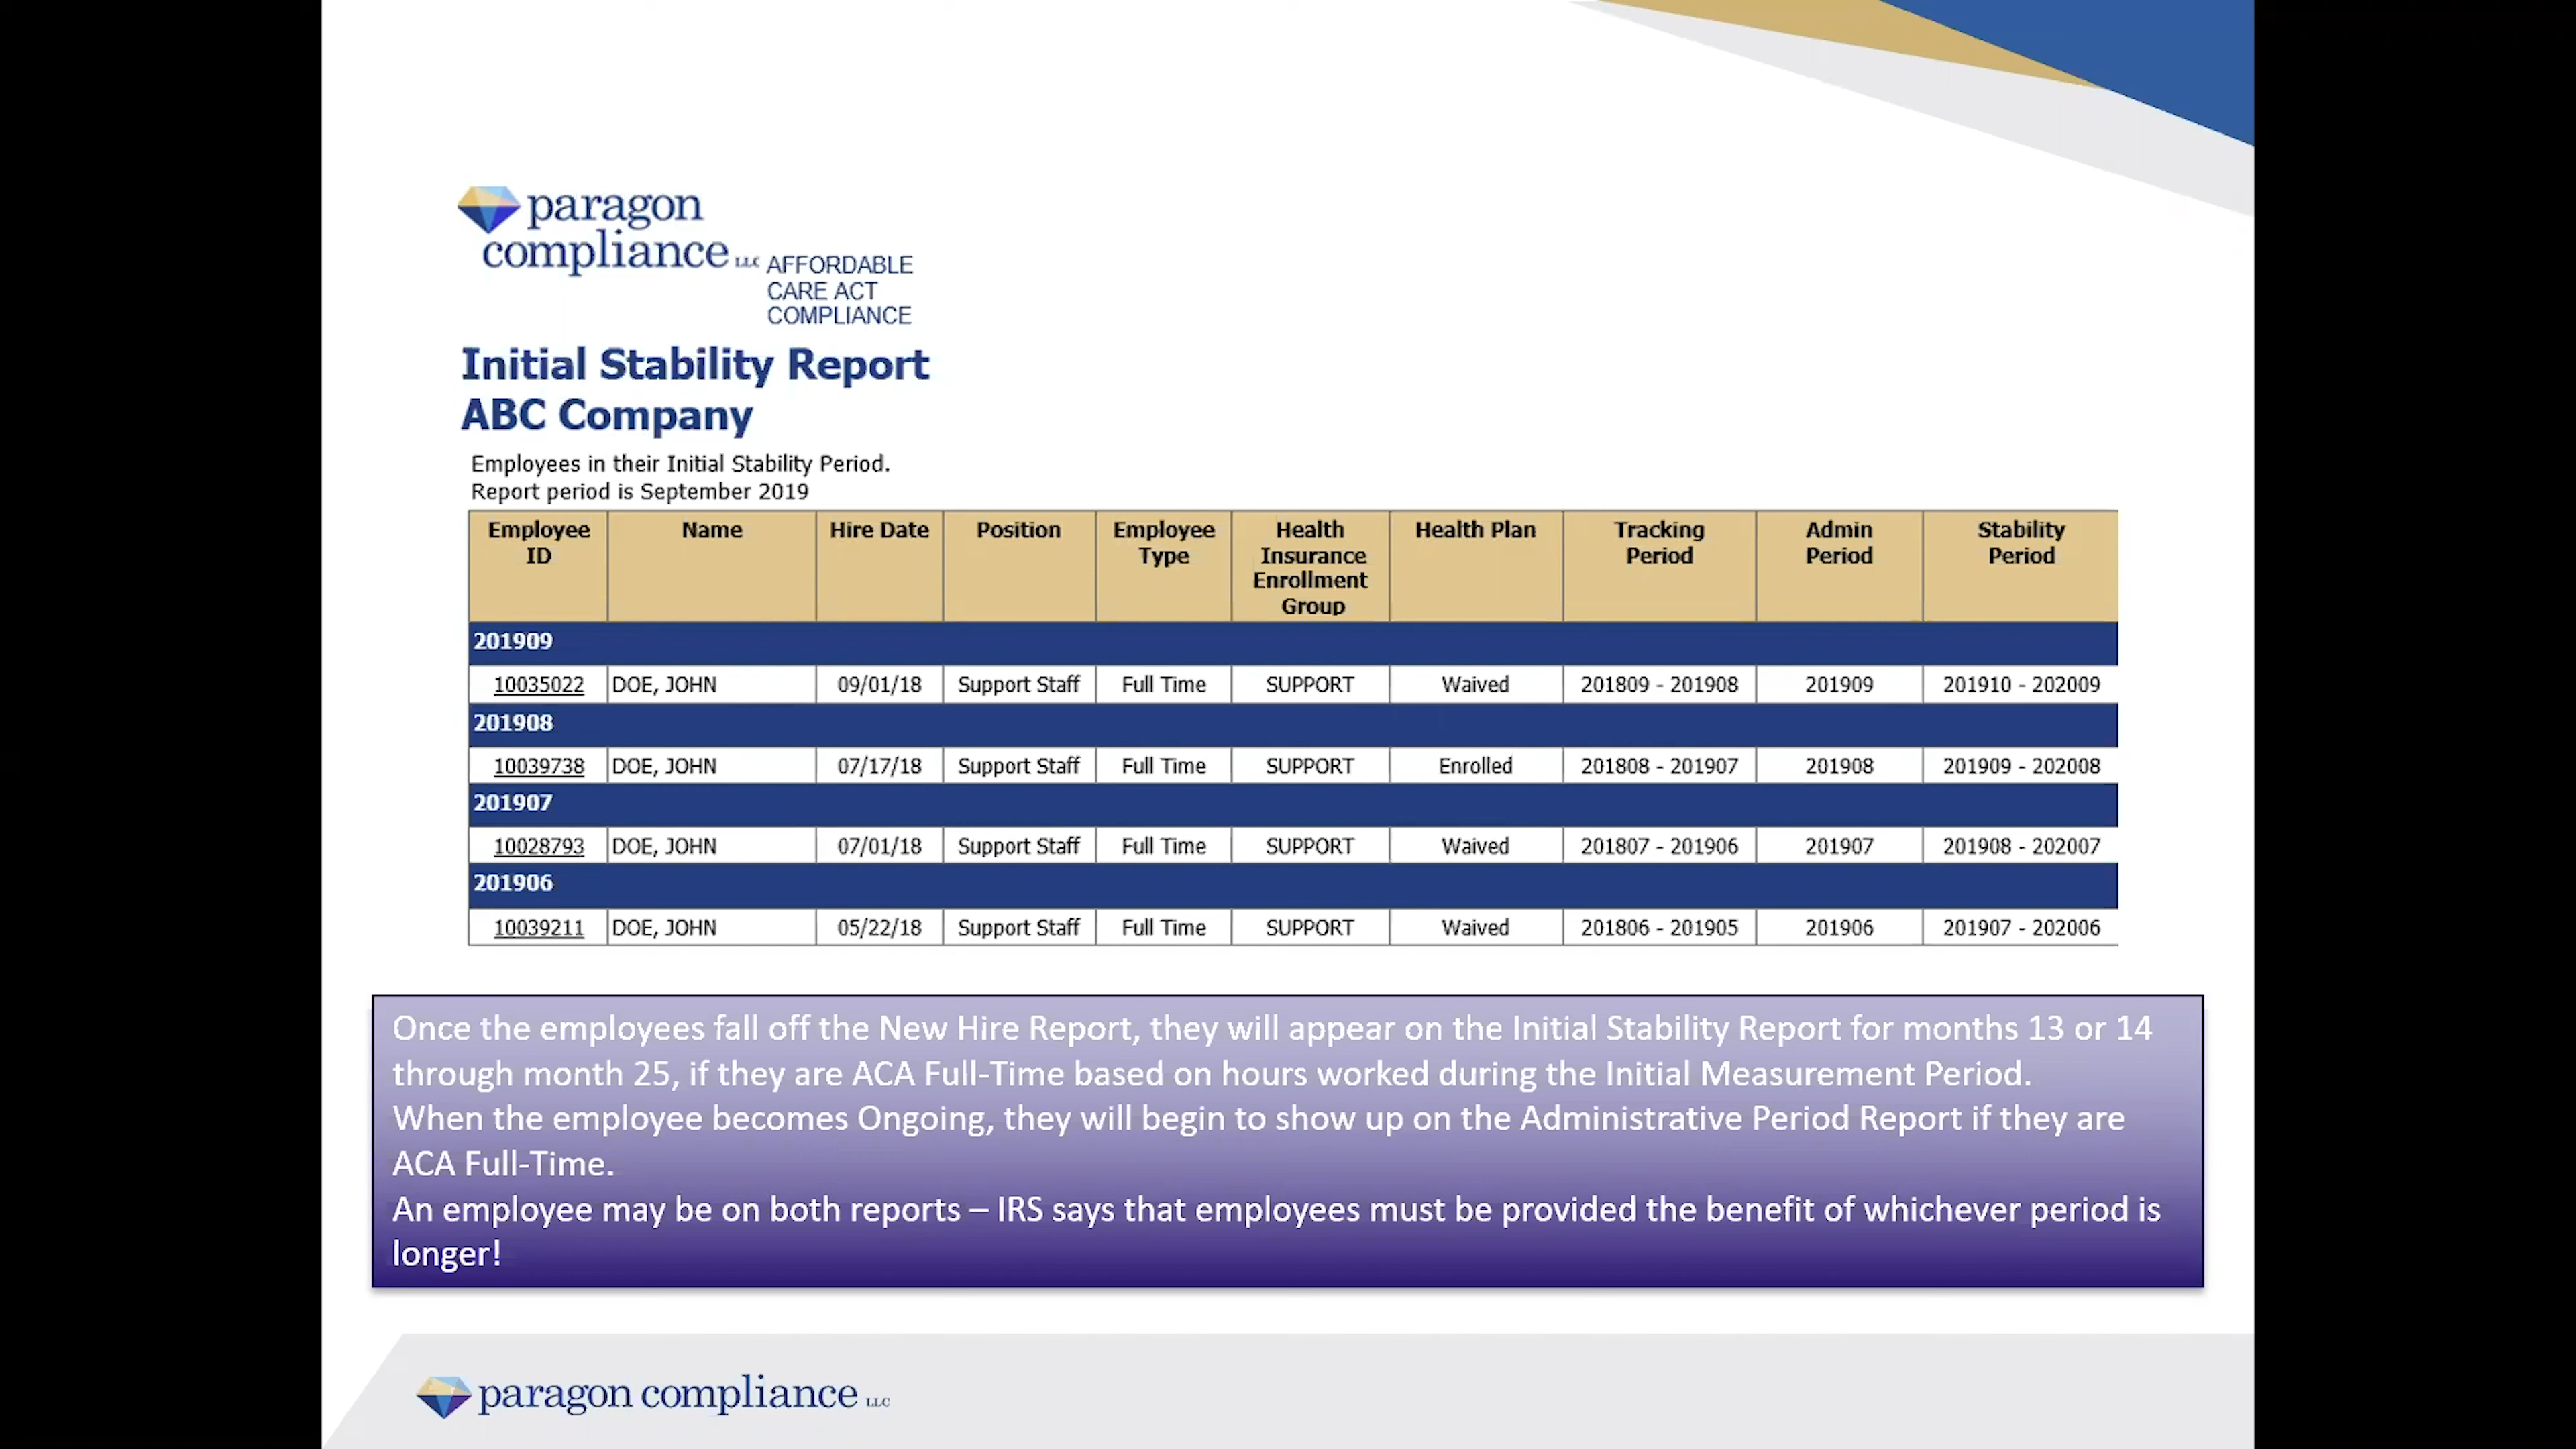 paragon
compliance LLC AFFORDABLE
CARE ACT
COMPLIANCE
Initial Stability Report
ABC Company
Employees in their Initial Stability Period.
Report period is September 2019
Employee ID Name Hire Date Position Employee Type Health Insurance Enrollment Group Health Plan Tracking Period Admin Period Stability Period
201909
10035022 DOE, JOHN 09/01/18 Support Staff Full Time SUPPORT Waived 201809 - 201908 201909 201910 - 202009
201908
10039738 DOE, JOHN 07/17/18 Support Staff Full Time SUPPORT Enrolled 201808 - 201907 201908 201909 - 202008
201907
10028793 DOE, JOHN 07/01/18 Support Staff Full Time SUPPORT Waived 201807 - 201906 201907 201908 - 202007
201906
10039211 DOE, JOHN 05/22/18 Support Staff Full Time SUPPORT Waived 201806 - 201905 201906 201907 - 202006
Once the employees fall off the New Hire Report, they will appear on the Initial Stability Report for months 13 or 14
through month 25, if they are ACA Full-Time based on hours worked during the Initial Measurement Period.
When the employee becomes Ongoing, they will begin to show up on the Administrative Period Report if they are
ACA Full-Time.
An employee may be on both reports – IRS says that employees must be provided the benefit of whichever period is
longer!
paragon compliance LLC